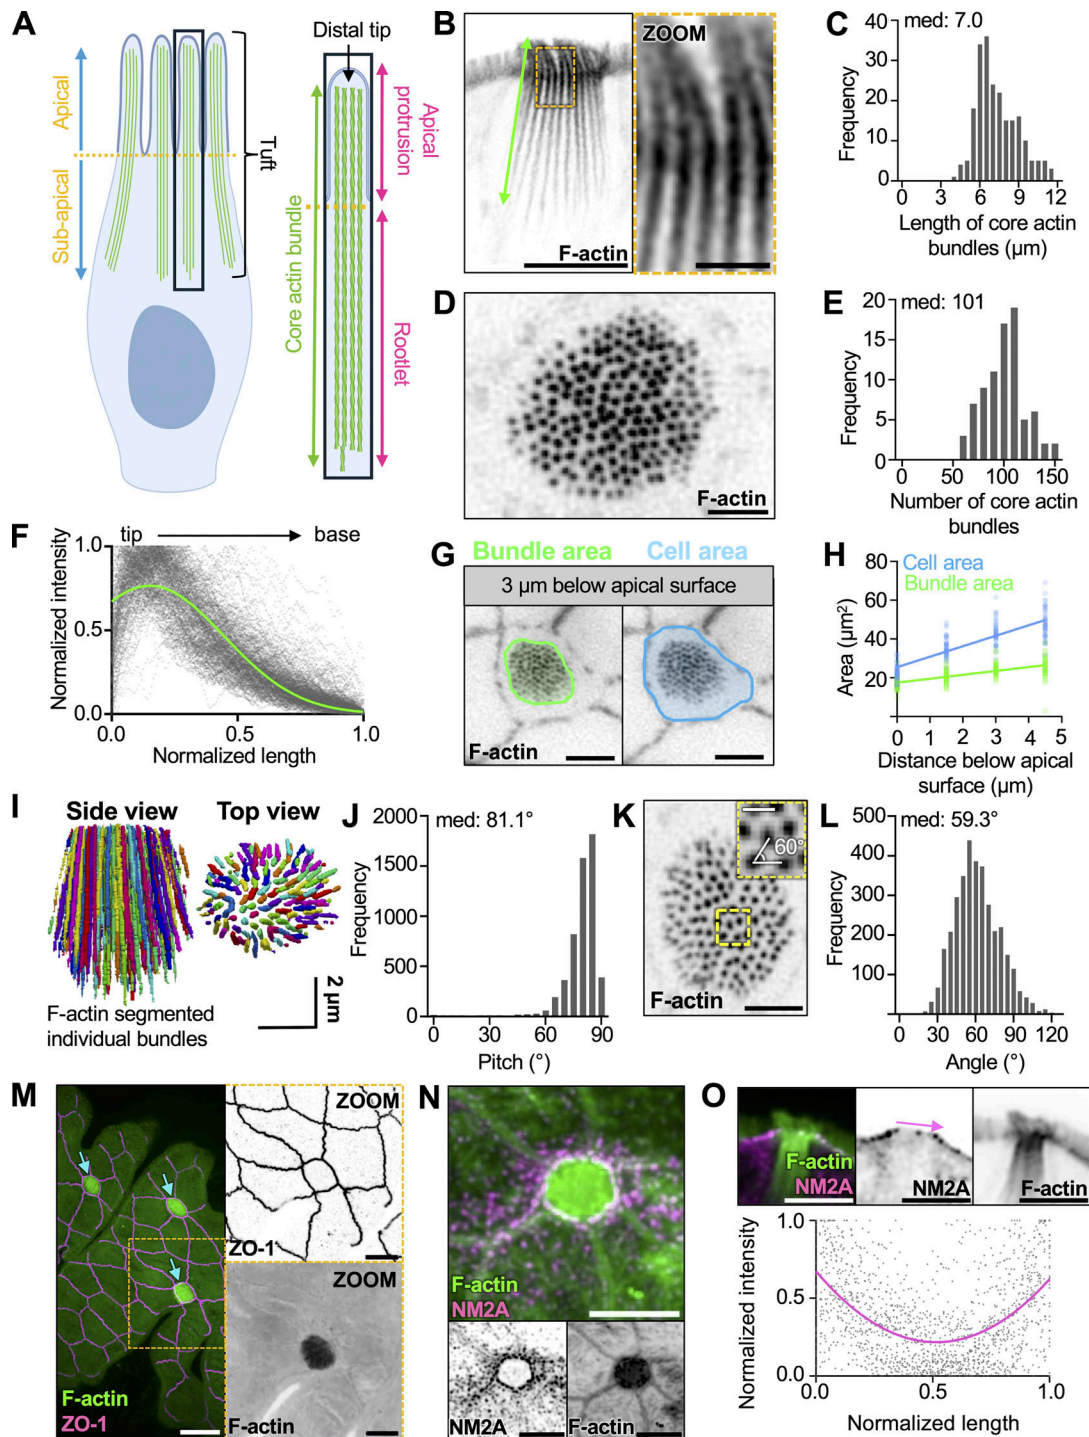 A
Apical
Sub-apical
Tuft
Distal tip
Core actin bundle
Apical
protrusion
Rootlet
B
ZOOM
F-actin
C
med: 7.0
Frequency
40
30
20
10
0
0 3 6 9 12
Length of core actin
bundles (µm)
D
F-actin
E
med: 101
Frequency
20
15
10
5
0
0 50 100 150
Number of core actin
bundles
F
tip base
Normalized intensity
1.0
0.5
0.0
0.0 0.5 1.0
Normalized length
G
Bundle area Cell area
3 µm below apical surface
F-actin
H
Cell area
Bundle area
Area (µm²)
80
60
40
20
0
0 1 2 3 4 5
Distance below apical
surface (µm)
I
Side view Top view
2 µm
F-actin segmented
individual bundles
J
med: 81.1°
Frequency
2000
1500
1000
500
0
0 30 60 90
Pitch (°)
K
60°
F-actin
L
med: 59.3°
Frequency
500
400
300
200
100
0 30 60 90 120
Angle (°)
M
F-actin
ZO-1
ZOOM
ZO-1
ZOOM
F-actin
N
F-actin
NM2A
NM2A
F-actin
O
F-actin
NM2A
NM2A
F-actin
Normalized intensity
1.0
0.5
0.0
0.0 0.5 1.0
Normalized length